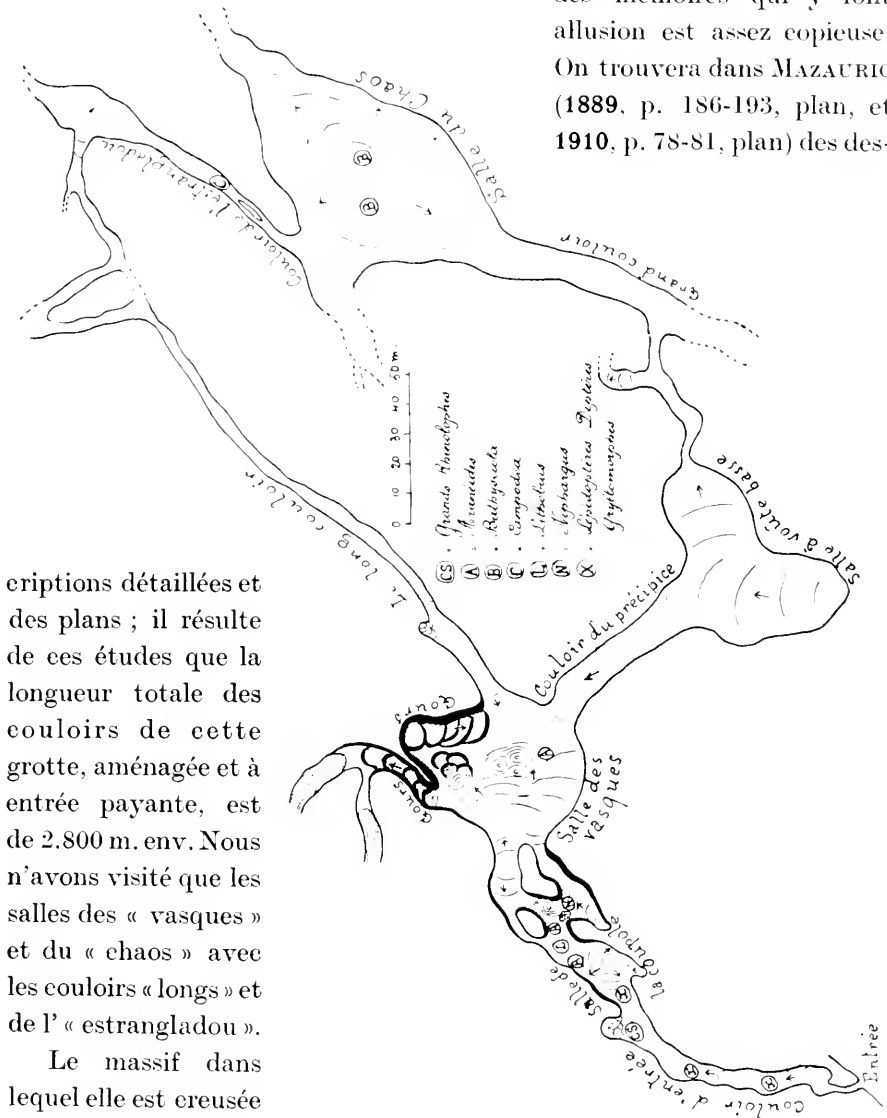 des mémoires qui y font
allusion est assez copieuse
On trouvera dans MAZAURIC
(1889, p. 186-193, plan, et
1910, p. 78-81, plan) des des-
criptions détaillées et
des plans ; il résulte
de ces études que la
longueur totale des
couloirs de cette
grotte, aménagée et à
entrée payante, est
de 2.800 m. env. Nous
n'avons visité que les
salles des « vasques »
et du « chaos » avec
les couloirs « longs » et
de l' « estrangladou ».
Le massif dans
lequel elle est creusée
Salle du Chaos
Couloir de l'estrangladou
Grand couloir
Le long couloir
0 10 20 30 40 50 m.
CS = Grands Rhinolophes
A = Araneides
B = Bathyscicla
C = Campodea
L = Lithobius
N = Niphargus
X = Lépidoptères Diptères
Gryllomorphes
Salle à voûte basse
Couloir du précipice
Gours
Gours
Salle des
vasques
Salle de
la coupole
Couloir d'entrée
Entrée